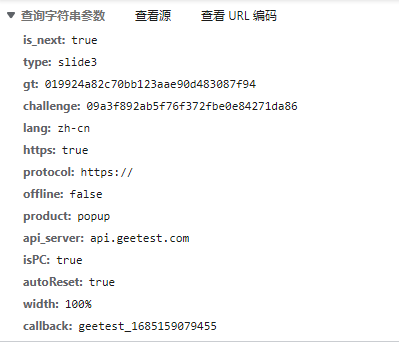 查询字符串参数 查看源 查看 URL 编码
is_next: true
type: slide3
gt: 019924a82c70bb123aae90d483087f94
challenge: 09a3f892ab5f76f372fbe0e84271da86
lang: zh-cn
https: true
protocol: https://
offline: false
product: popup
api_server: api.geetest.com
isPC: true
autoReset: true
width: 100%
callback: geetest_1685159079455